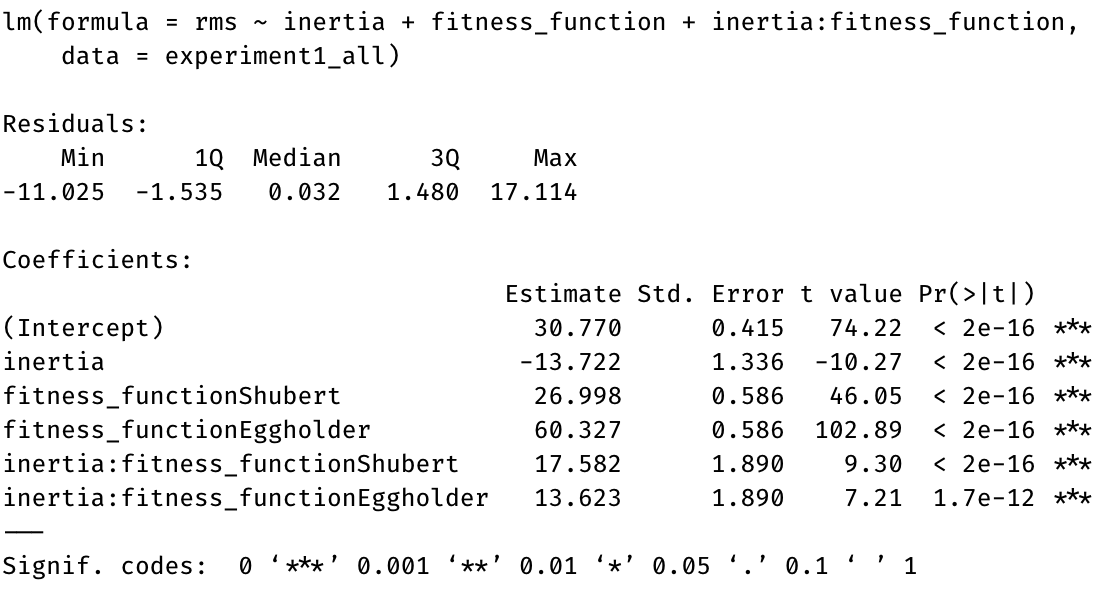 lm(formula = rms ~ inertia + fitness_function + inertia:fitness_function,
    data = experiment1_all)

Residuals:
    Min      1Q  Median      3Q     Max
-11.025  -1.535   0.032   1.480  17.114

Coefficients:
                                  Estimate Std. Error t value Pr(>|t|)
(Intercept)                         30.770      0.415   74.22  < 2e-16 ***
inertia                            -13.722      1.336  -10.27  < 2e-16 ***
fitness_functionShubert             26.998      0.586   46.05  < 2e-16 ***
fitness_functionEggholder           60.327      0.586  102.89  < 2e-16 ***
inertia:fitness_functionShubert     17.582      1.890    9.30  < 2e-16 ***
inertia:fitness_functionEggholder   13.623      1.890    7.21  1.7e-12 ***
---
Signif. codes:  0 ‘***’ 0.001 ‘**’ 0.01 ‘*’ 0.05 ‘.’ 0.1 ‘ ’ 1